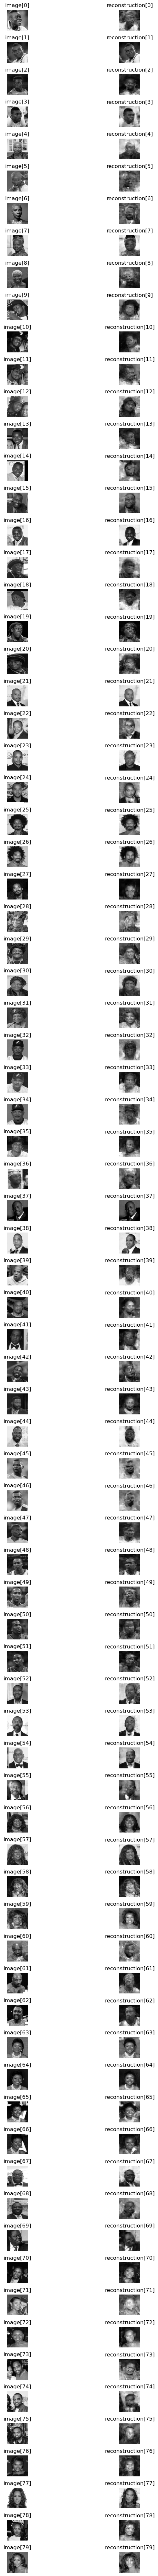 image[0] reconstruction[0]
image[1] reconstruction[1]
image[2] reconstruction[2]
image[3] reconstruction[3]
image[4] reconstruction[4]
image[5] reconstruction[5]
image[6] reconstruction[6]
image[7] reconstruction[7]
image[8] reconstruction[8]
image[9] reconstruction[9]
image[10] reconstruction[10]
image[11] reconstruction[11]
image[12] reconstruction[12]
image[13] reconstruction[13]
image[14] reconstruction[14]
image[15] reconstruction[15]
image[16] reconstruction[16]
image[17] reconstruction[17]
image[18] reconstruction[18]
image[19] reconstruction[19]
image[20] reconstruction[20]
image[21] reconstruction[21]
image[22] reconstruction[22]
image[23] reconstruction[23]
image[24] reconstruction[24]
image[25] reconstruction[25]
image[26] reconstruction[26]
image[27] reconstruction[27]
image[28] reconstruction[28]
image[29] reconstruction[29]
image[30] reconstruction[30]
image[31] reconstruction[31]
image[32] reconstruction[32]
image[33] reconstruction[33]
image[34] reconstruction[34]
image[35] reconstruction[35]
image[36] reconstruction[36]
image[37] reconstruction[37]
image[38] reconstruction[38]
image[39] reconstruction[39]
image[40] reconstruction[40]
image[41] reconstruction[41]
image[42] reconstruction[42]
image[43] reconstruction[43]
image[44] reconstruction[44]
image[45] reconstruction[45]
image[46] reconstruction[46]
image[47] reconstruction[47]
image[48] reconstruction[48]
image[49] reconstruction[49]
image[50] reconstruction[50]
image[51] reconstruction[51]
image[52] reconstruction[52]
image[53] reconstruction[53]
image[54] reconstruction[54]
image[55] reconstruction[55]
image[56] reconstruction[56]
image[57] reconstruction[57]
image[58] reconstruction[58]
image[59] reconstruction[59]
image[60] reconstruction[60]
image[61] reconstruction[61]
image[62] reconstruction[62]
image[63] reconstruction[63]
image[64] reconstruction[64]
image[65] reconstruction[65]
image[66] reconstruction[66]
image[67] reconstruction[67]
image[68] reconstruction[68]
image[69] reconstruction[69]
image[70] reconstruction[70]
image[71] reconstruction[71]
image[72] reconstruction[72]
image[73] reconstruction[73]
image[74] reconstruction[74]
image[75] reconstruction[75]
image[76] reconstruction[76]
image[77] reconstruction[77]
image[78] reconstruction[78]
image[79] reconstruction[79]